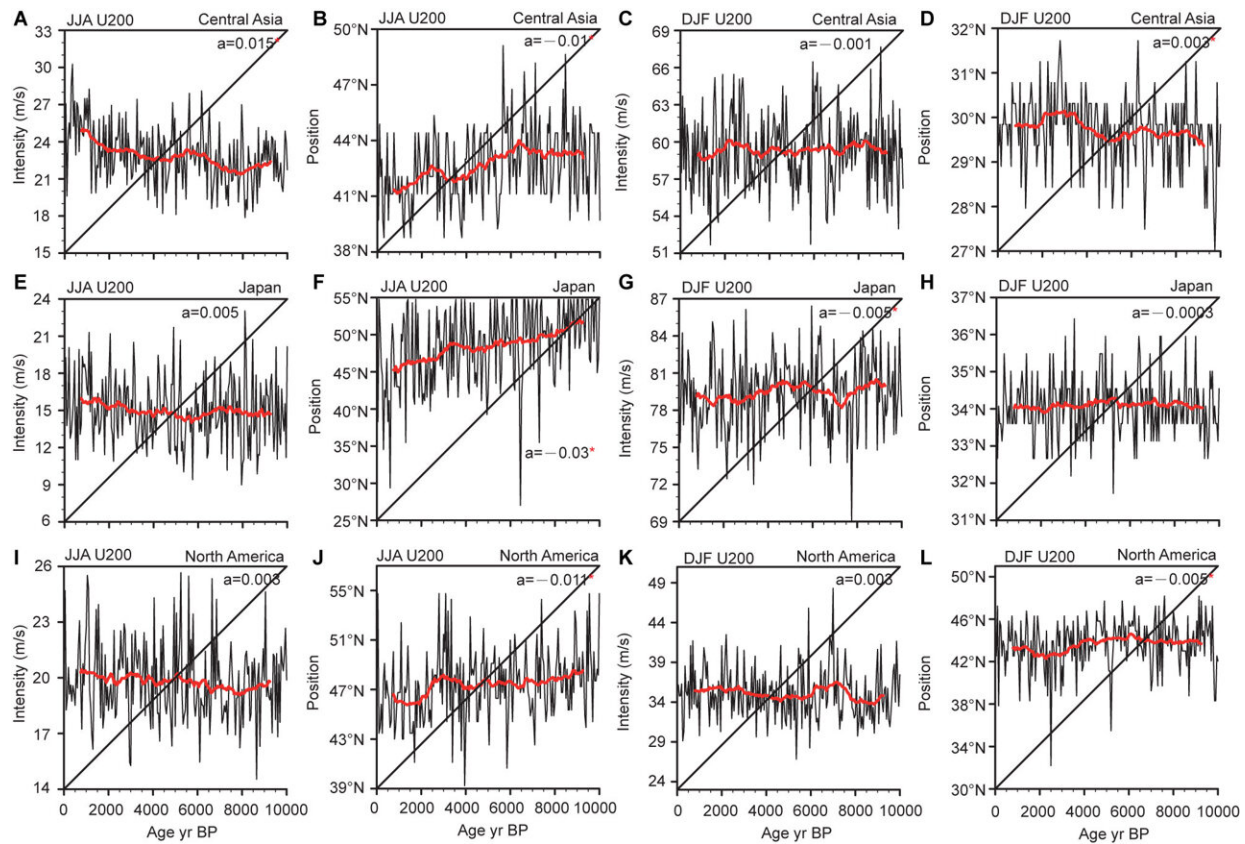 A JJA U200 Central Asia
a=0.015*
Intensity (m/s)
33
30
27
24
21
18
15
B JJA U200 Central Asia
a=−0.01*
Position
50°N
47°N
44°N
41°N
38°N
C DJF U200 Central Asia
a=−0.001
Intensity (m/s)
69
66
63
60
57
54
51
D DJF U200 Central Asia
a=0.003*
Position
32°N
31°N
30°N
29°N
28°N
27°N
E JJA U200 Japan
a=0.005
Intensity (m/s)
24
21
18
15
12
9
6
F JJA U200 Japan
a=−0.03*
Position
55°N
50°N
45°N
40°N
35°N
30°N
25°N
G DJF U200 Japan
a=−0.005*
Intensity (m/s)
87
84
81
78
75
72
69
H DJF U200 Japan
a=−0.0003
Position
37°N
36°N
35°N
34°N
33°N
32°N
31°N
I JJA U200 North America
a=0.003
Intensity (m/s)
26
23
20
17
14
0 2000 4000 6000 8000 10000
Age yr BP
J JJA U200 North America
a=−0.011*
Position
55°N
51°N
47°N
43°N
39°N
0 2000 4000 6000 8000 10000
Age yr BP
K DJF U200 North America
a=0.003
Intensity (m/s)
49
44
39
34
29
23
0 2000 4000 6000 8000 10000
Age yr BP
L DJF U200 North America
a=−0.005*
Position
50°N
46°N
42°N
38°N
34°N
30°N
0 2000 4000 6000 8000 10000
Age yr BP